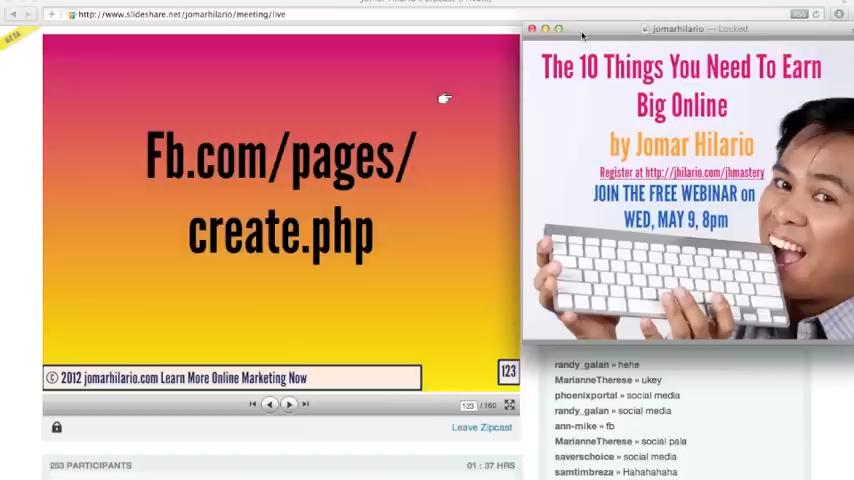 http://www.slideshare.net/jomarhilario/meeting/live
RSS
BETA
Fb.com/pages/
create.php
© 2012 jomarhilario.com Learn More Online Marketing Now
123
123 / 160
Leave Zipcast
253 PARTICIPANTS
01 : 37 HRS
jomarhilario — Locked
The 10 Things You Need To Earn
Big Online
by Jomar Hilario
Register at http://jhilario.com/jhmastery
JOIN THE FREE WEBINAR on
WED, MAY 9, 8pm
randy_galan » hehe
MarianneTherese » ukey
phoenixportal » social media
randy_galan » social media
ann-mike » fb
MarianneTherese » social pala
saverschoice » social media
samtimbreza » Hahahahaha